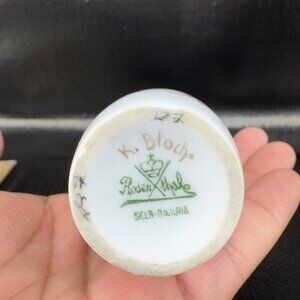 K. Bloch.
Rosenthal
SELB-BAVARIA